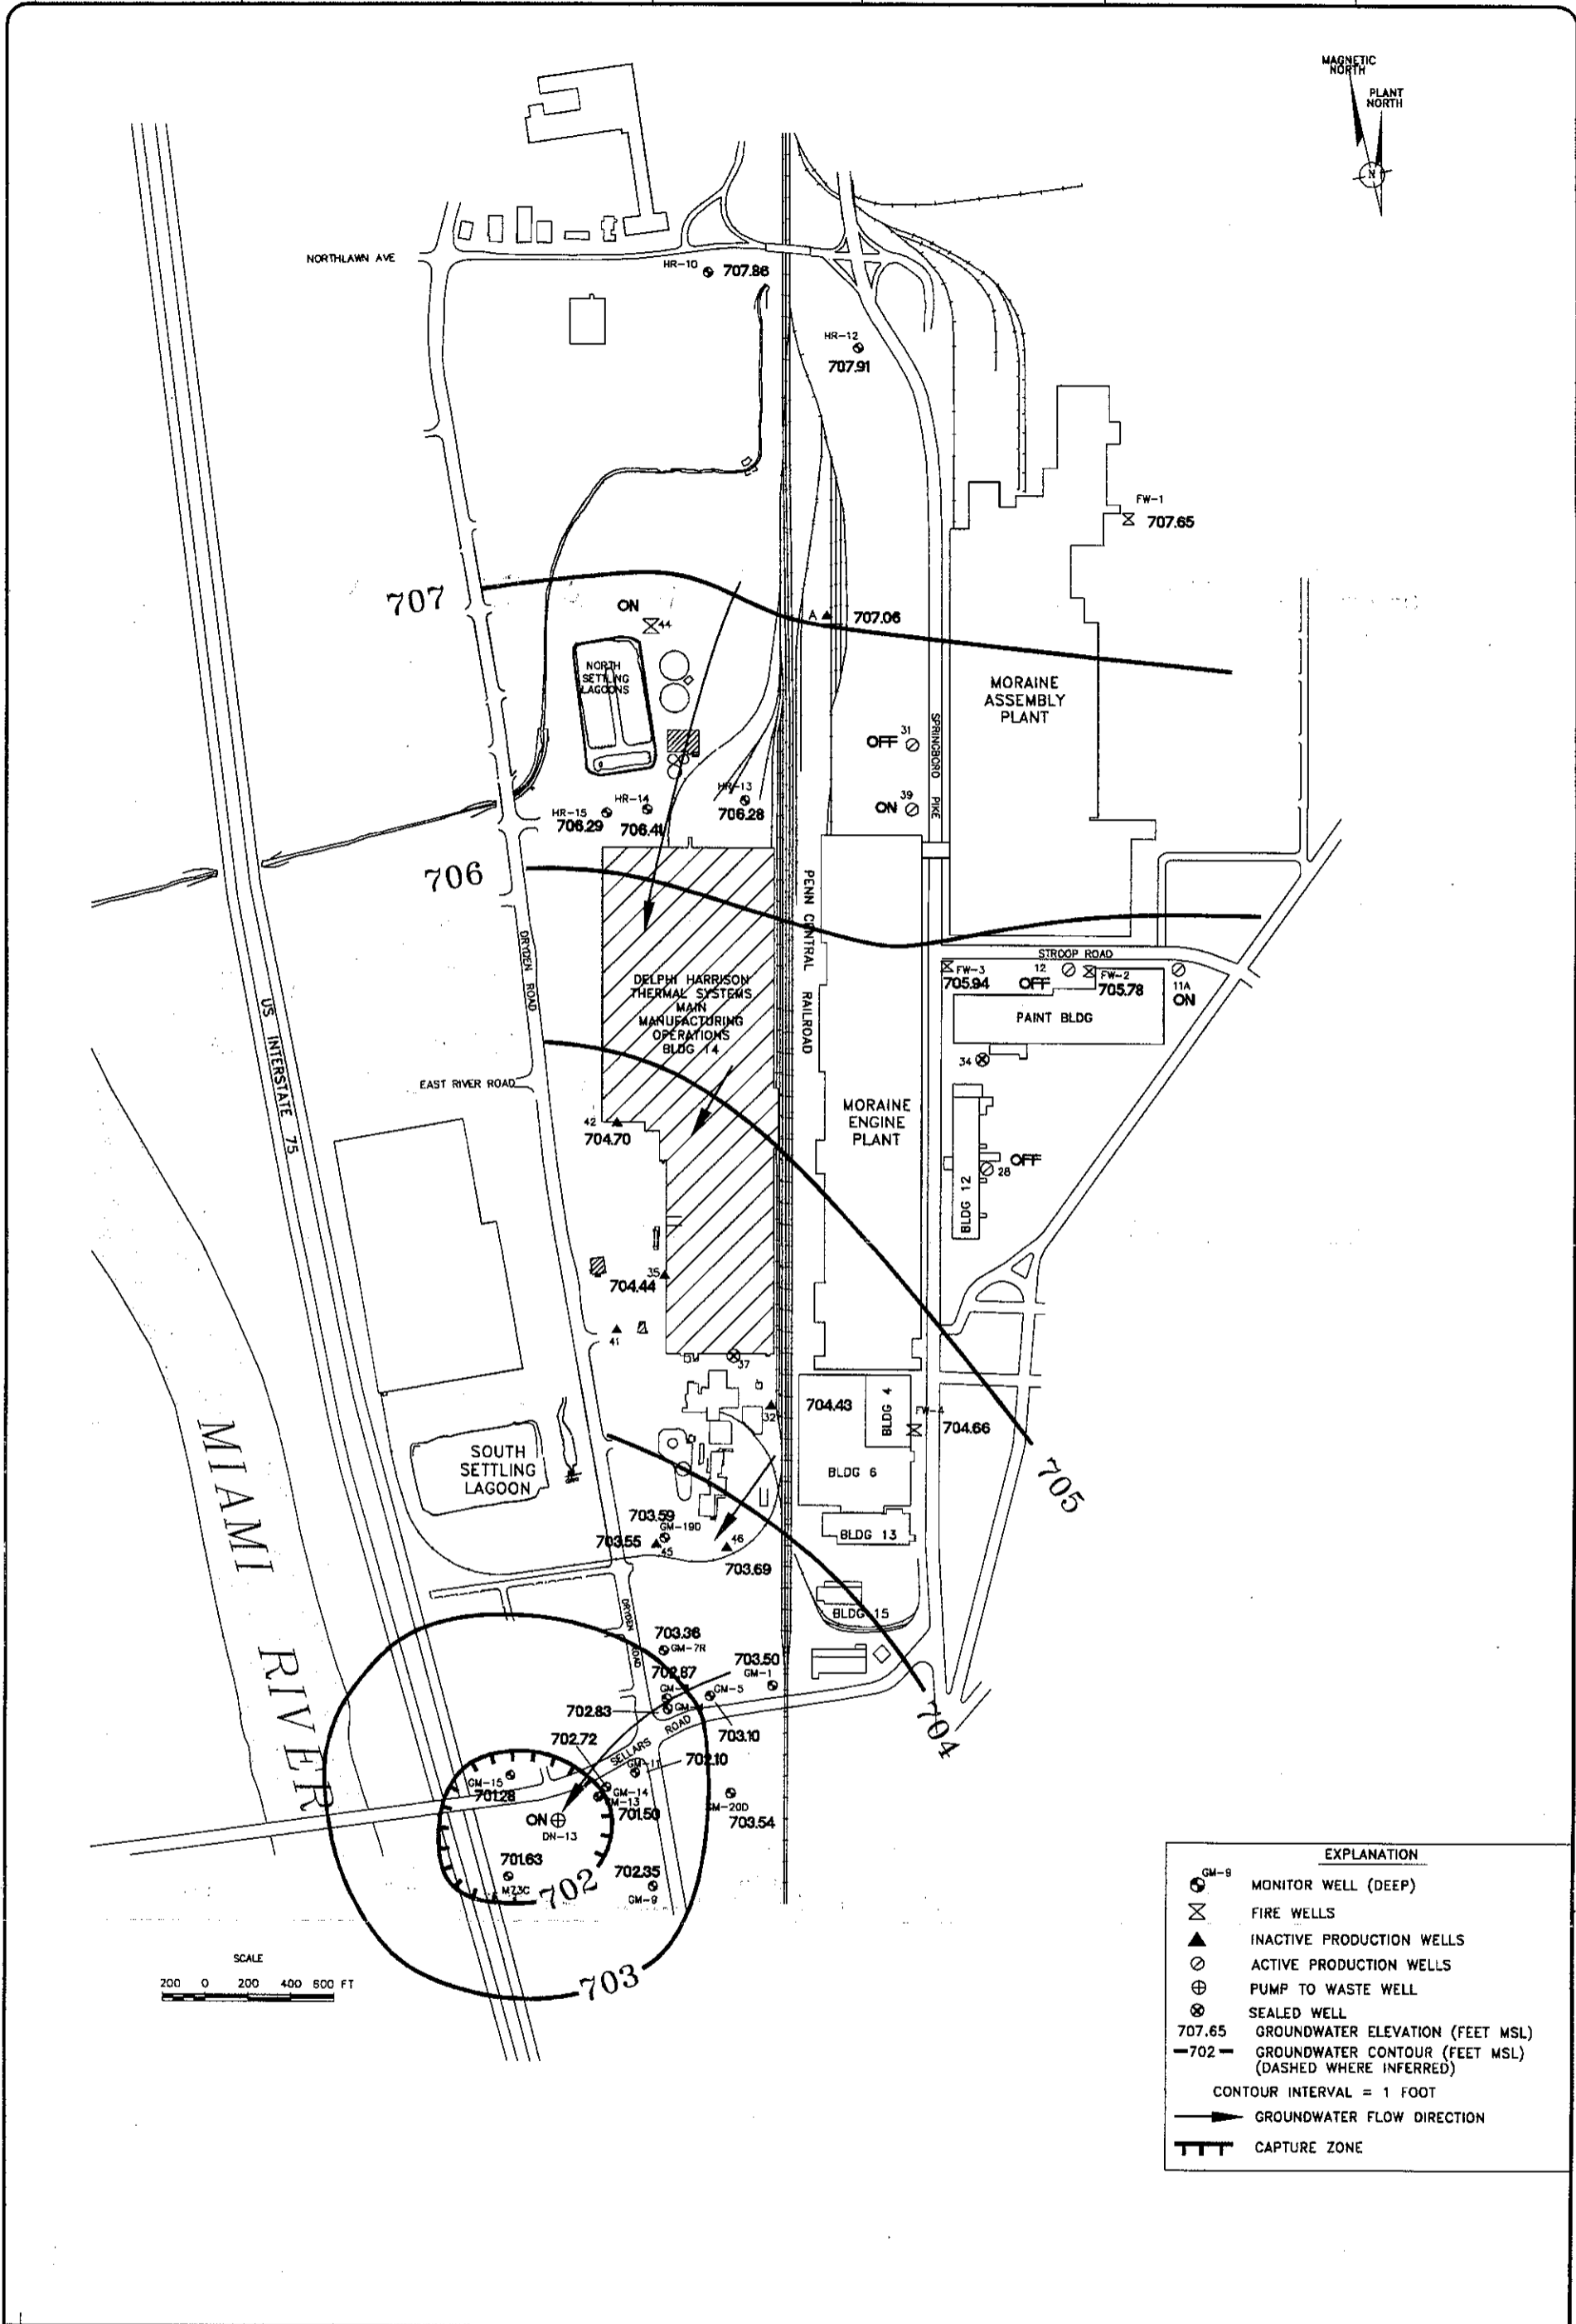 MAGNETIC
NORTH
PLANT
NORTH
N
NORTHLAWN AVE
HR-10
707.86
HR-12
707.91
FW-1
707.65
707
ON
44
A
707.06
NORTH
SETTLING
LAGOONS
MORAINE
ASSEMBLY
PLANT
SPRINGBORO PIKE
OFF
31
39
ON
HR-13
706.28
HR-14
706.41
HR-15
706.29
706
PENN CENTRAL RAILROAD
DRYDEN ROAD
STROOP ROAD
FW-3
705.94
12
OFF
FW-2
705.78
11A
ON
PAINT BLDG
34
DELPHI HARRISON
THERMAL SYSTEMS
MAIN
MANUFACTURING
OPERATIONS
BLDG 14
US INTERSTATE 75
EAST RIVER ROAD
42
704.70
MORAINE
ENGINE
PLANT
OFF
28
BLDG 12
35
704.44
41
37
32
704.43
BLDG 4
FW-4
704.66
BLDG 6
705
SOUTH
SETTLING
LAGOON
MIAMI RIVER
703.59
GM-19D
703.55
45
46
703.69
BLDG 13
BLDG 15
DRYDEN ROAD
703.36
GM-7R
703.50
GM-1
702.87
GM-5
702.83
703.10
704
702.72
SELLARS ROAD
GM-11
702.10
GM-15
701.28
GM-14
GM-13
701.50
GM-20D
703.54
ON
DN-13
701.63
MZ3C
702
702.35
GM-9
703
SCALE
200 0 200 400 600 FT
EXPLANATION
GM-9
MONITOR WELL (DEEP)
FIRE WELLS
INACTIVE PRODUCTION WELLS
ACTIVE PRODUCTION WELLS
PUMP TO WASTE WELL
SEALED WELL
707.65 GROUNDWATER ELEVATION (FEET MSL)
702 GROUNDWATER CONTOUR (FEET MSL)
(DASHED WHERE INFERRED)
CONTOUR INTERVAL = 1 FOOT
GROUNDWATER FLOW DIRECTION
CAPTURE ZONE